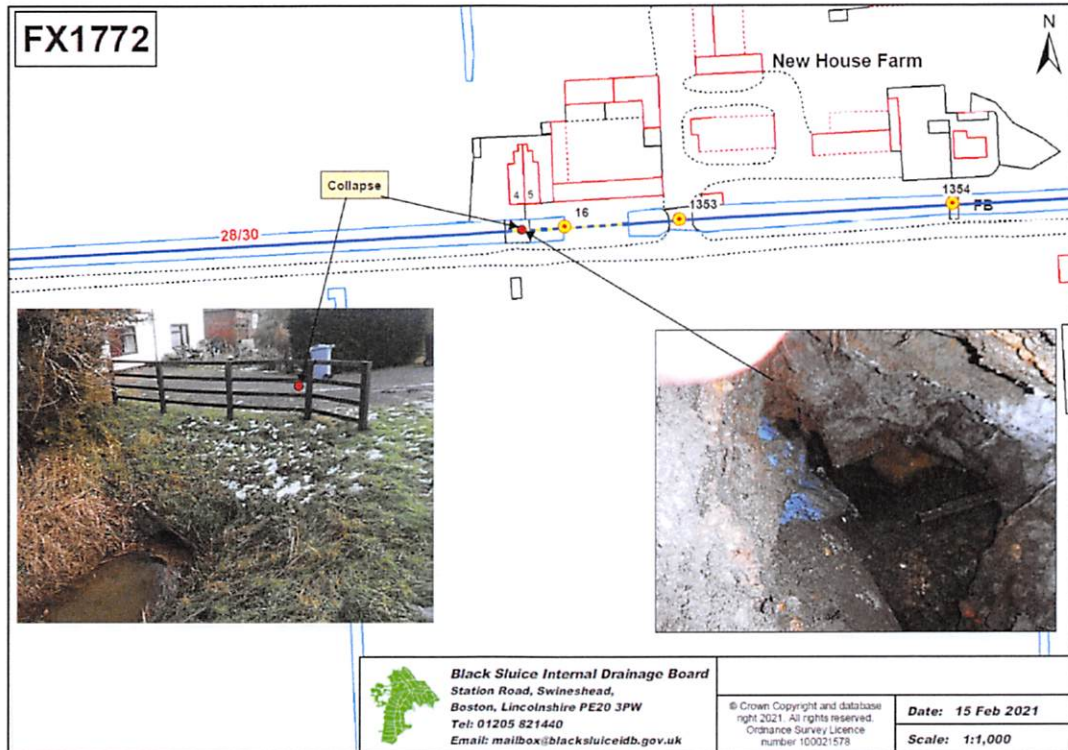 FX1772
N
New House Farm
Collapse
4 5
16
1353
1354
FB
28/30
Black Sluice Internal Drainage Board
Station Road, Swineshead,
Boston, Lincolnshire PE20 3PW
Tel: 01205 821440
Email: mailbox@blacksluiceidb.gov.uk
© Crown Copyright and database
right 2021. All rights reserved.
Ordnance Survey Licence
number 100021578
Date: 15 Feb 2021
Scale: 1:1,000